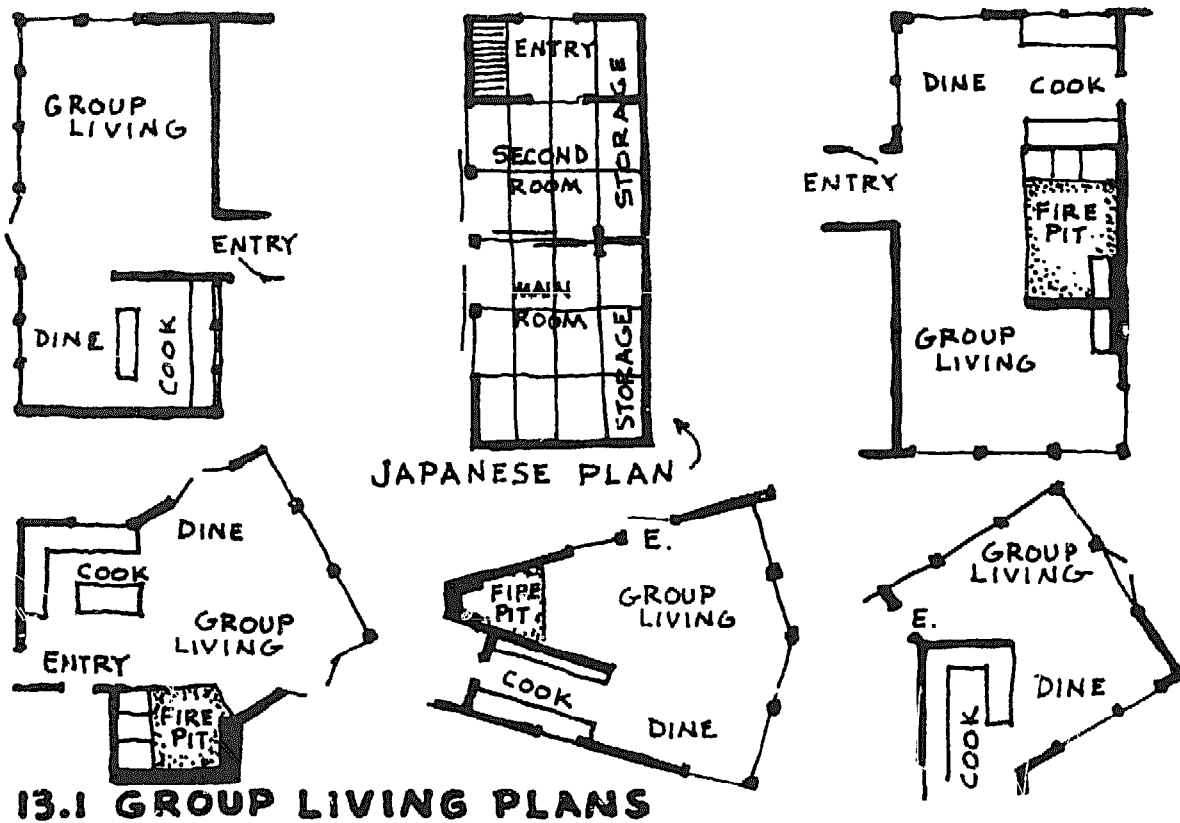 GROUP
LIVING
ENTRY
DINE
COOK
ENTRY
STORAGE
SECOND
ROOM
MAIN
ROOM
STORAGE
JAPANESE PLAN
DINE COOK
ENTRY
FIRE
PIT
GROUP
LIVING
DINE
COOK
GROUP
LIVING
ENTRY
FIRE
PIT
E.
FIRE
PIT
GROUP
LIVING
COOK
DINE
GROUP
LIVING
E.
DINE
COOK
13.1 GROUP LIVING PLANS